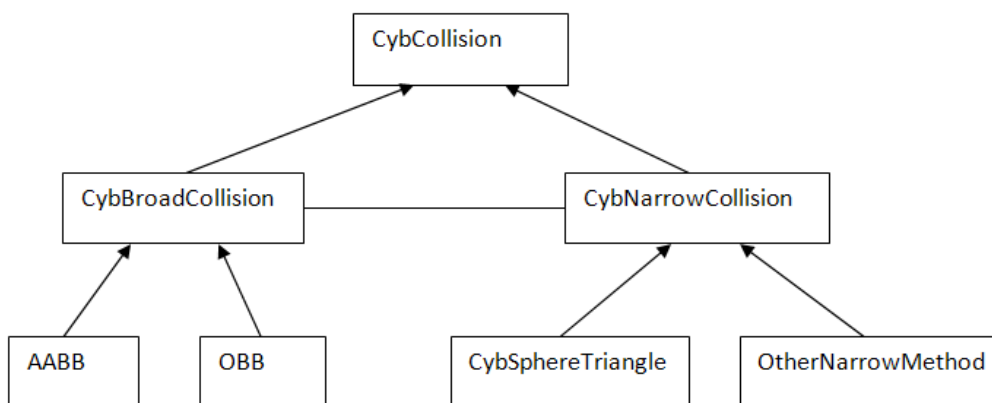 CybCollision
CybBroadCollision
CybNarrowCollision
AABB
OBB
CybSphereTriangle
OtherNarrowMethod